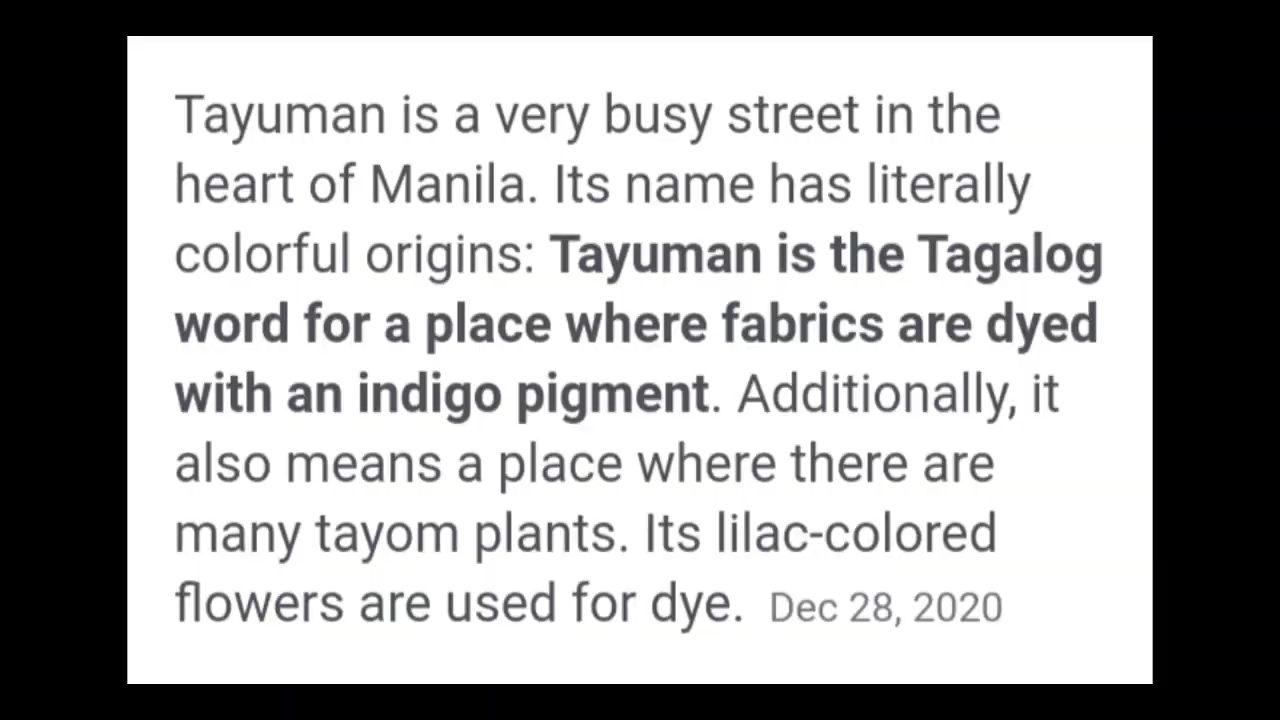 Tayuman is a very busy street in the
heart of Manila. Its name has literally
colorful origins: Tayuman is the Tagalog
word for a place where fabrics are dyed
with an indigo pigment. Additionally, it
also means a place where there are
many tayom plants. Its lilac-colored
flowers are used for dye. Dec 28, 2020